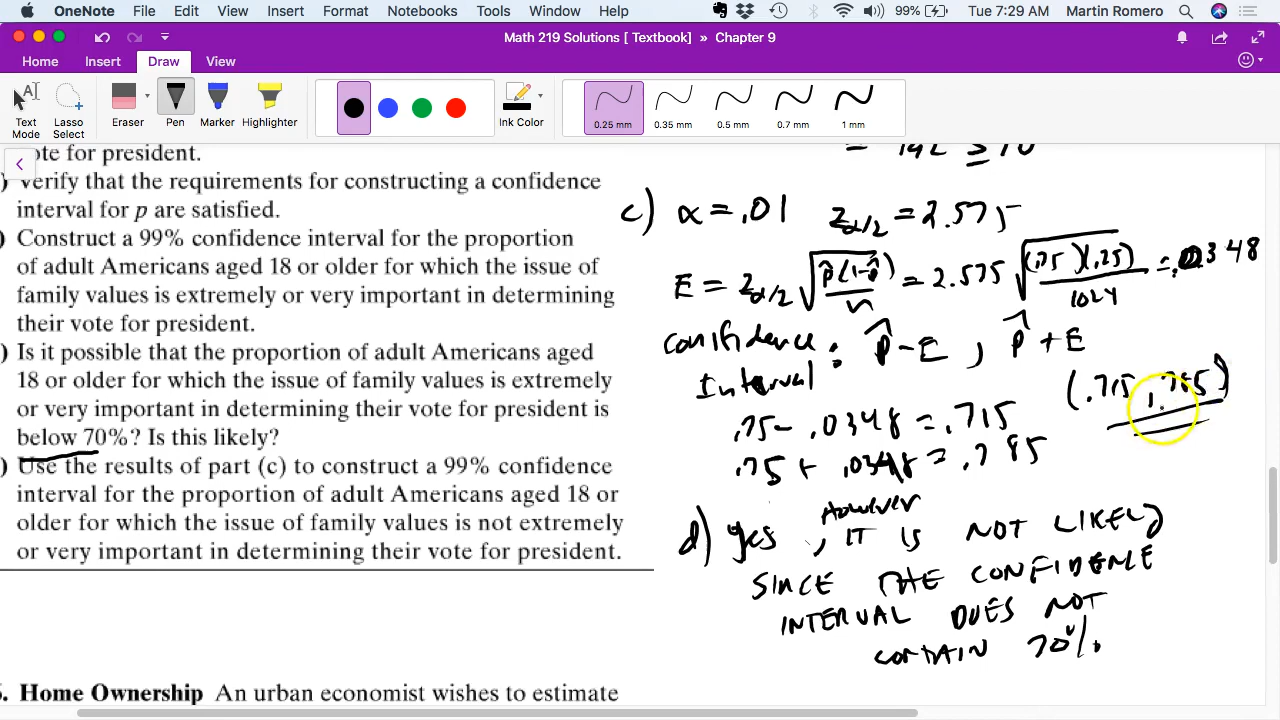 OneNote File Edit View Insert Format Notebooks Tools Window Help 99% Tue 7:29 AM Martin Romero
Math 219 Solutions [ Textbook] » Chapter 9
Home Insert Draw View
Text Mode Lasso Select Eraser Pen Marker Highlighter Ink Color 0.25 mm 0.35 mm 0.5 mm 0.7 mm 1 mm
vote for president.
) Verify that the requirements for constructing a confidence
interval for p are satisfied.
) Construct a 99% confidence interval for the proportion
of adult Americans aged 18 or older for which the issue of
family values is extremely or very important in determining
their vote for president.
) Is it possible that the proportion of adult Americans aged
18 or older for which the issue of family values is extremely
or very important in determining their vote for president is
below 70%? Is this likely?
) Use the results of part (c) to construct a 99% confidence
interval for the proportion of adult Americans aged 18 or
older for which the issue of family values is not extremely
or very important in determining their vote for president.
6. Home Ownership An urban economist wishes to estimate
= 192 ≥ 10
c) α = .01 Zα/2 = 2.575
E = Zα/2 √(p̂(1-p̂)/n) = 2.575 √((.75)(.25)/1024) = .0348
Confidence Interval : p̂ - E , p̂ + E
(.715, .785)
.75 - .0348 = .715
.75 + .0348 = .785
d) Yes, However IT IS NOT LIKELY
SINCE THE CONFIDENCE
INTERVAL DOES NOT
CONTAIN 70%